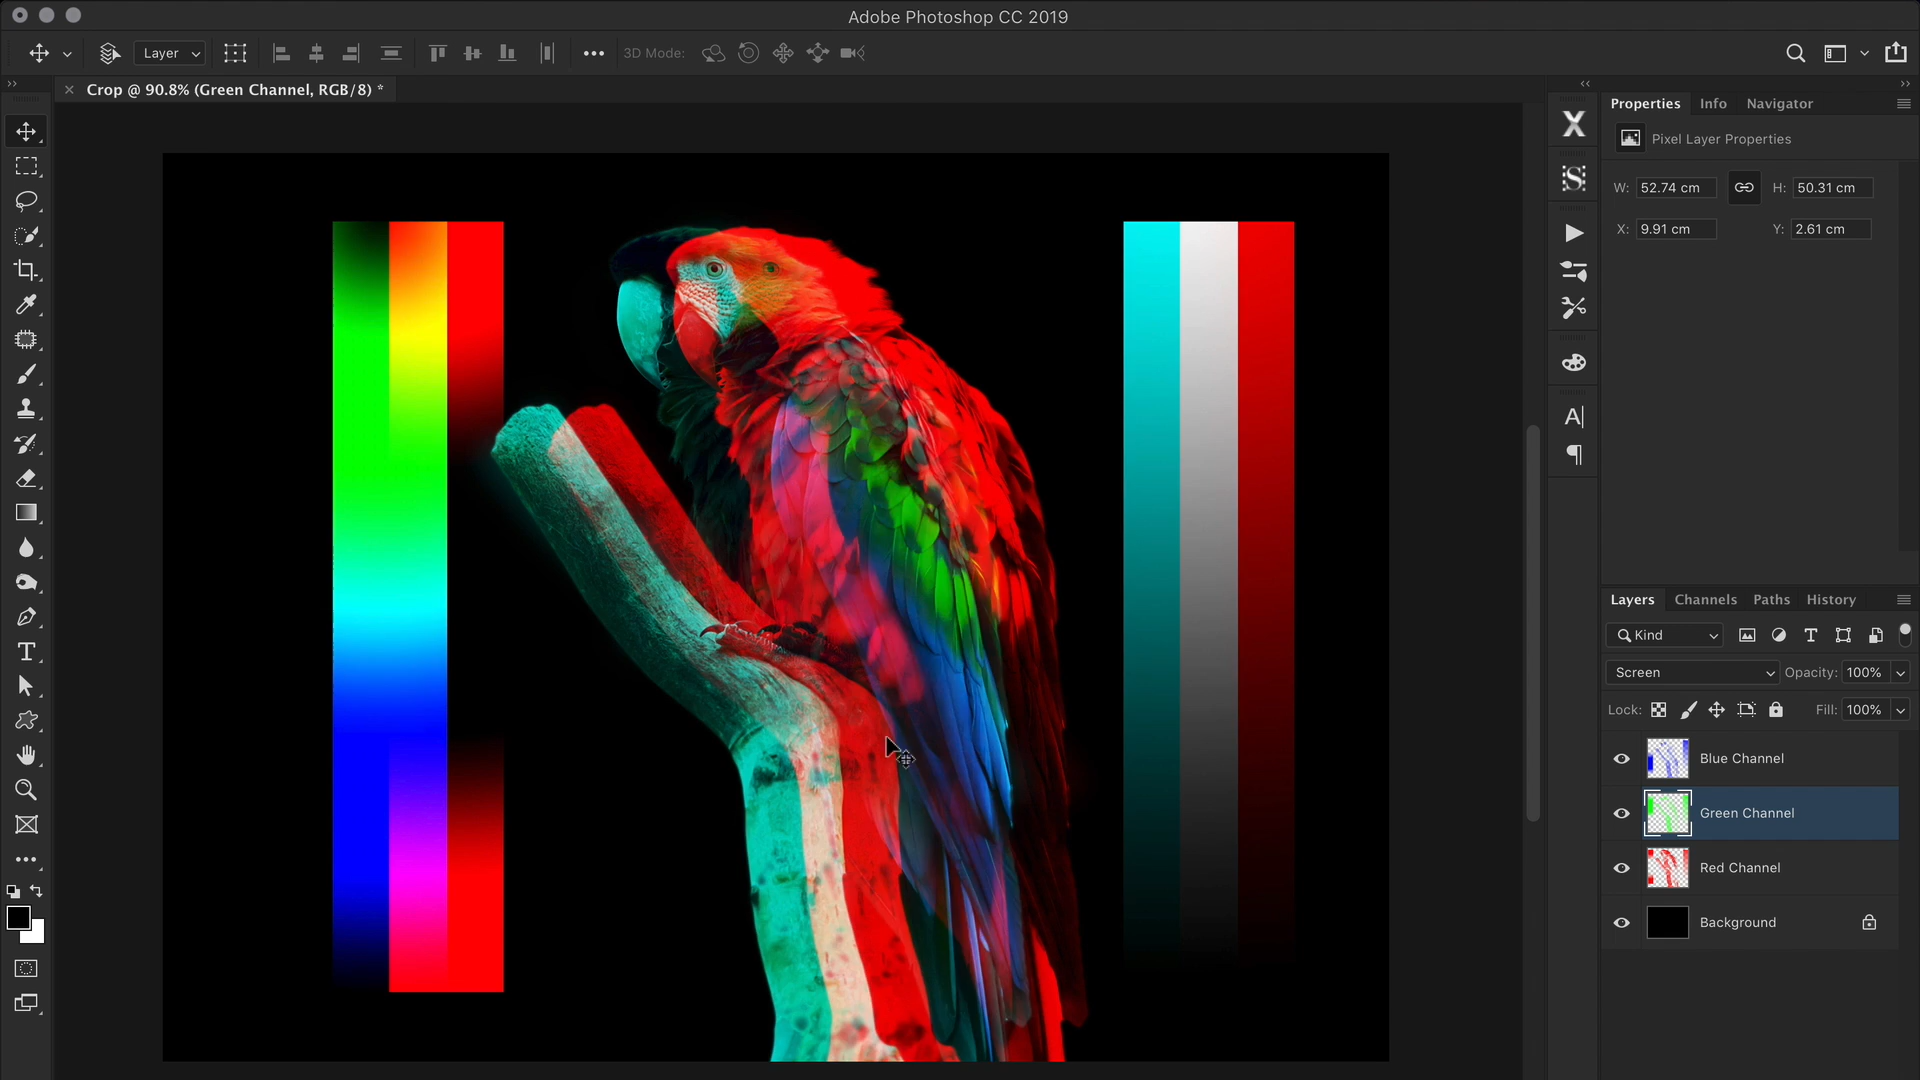 Adobe Photoshop CC 2019
Layer
3D Mode:
Crop @ 90.8% (Green Channel, RGB/8) *
Properties Info Navigator
Pixel Layer Properties
W: 52.74 cm H: 50.31 cm
X: 9.91 cm Y: 2.61 cm
Layers Channels Paths History
Kind
Screen Opacity: 100%
Lock: Fill: 100%
Blue Channel
Green Channel
Red Channel
Background